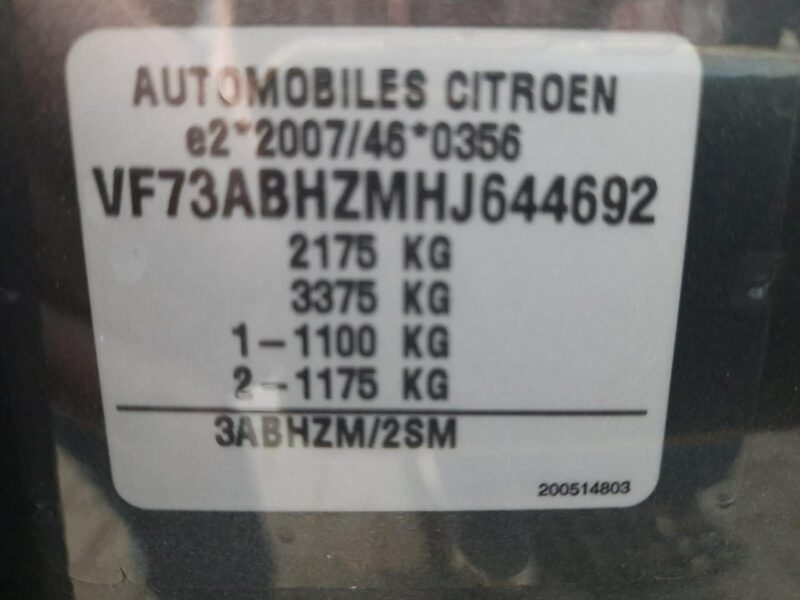 AUTOMOBILES CITROEN
e2*2007/46*0356
VF73ABHZMHJ644692
2175 KG
3375 KG
1-1100 KG
2-1175 KG
3ABHZM/2SM
200514803